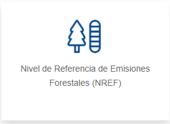 Nivel de Referencia de Emisiones
Forestales (NREF)